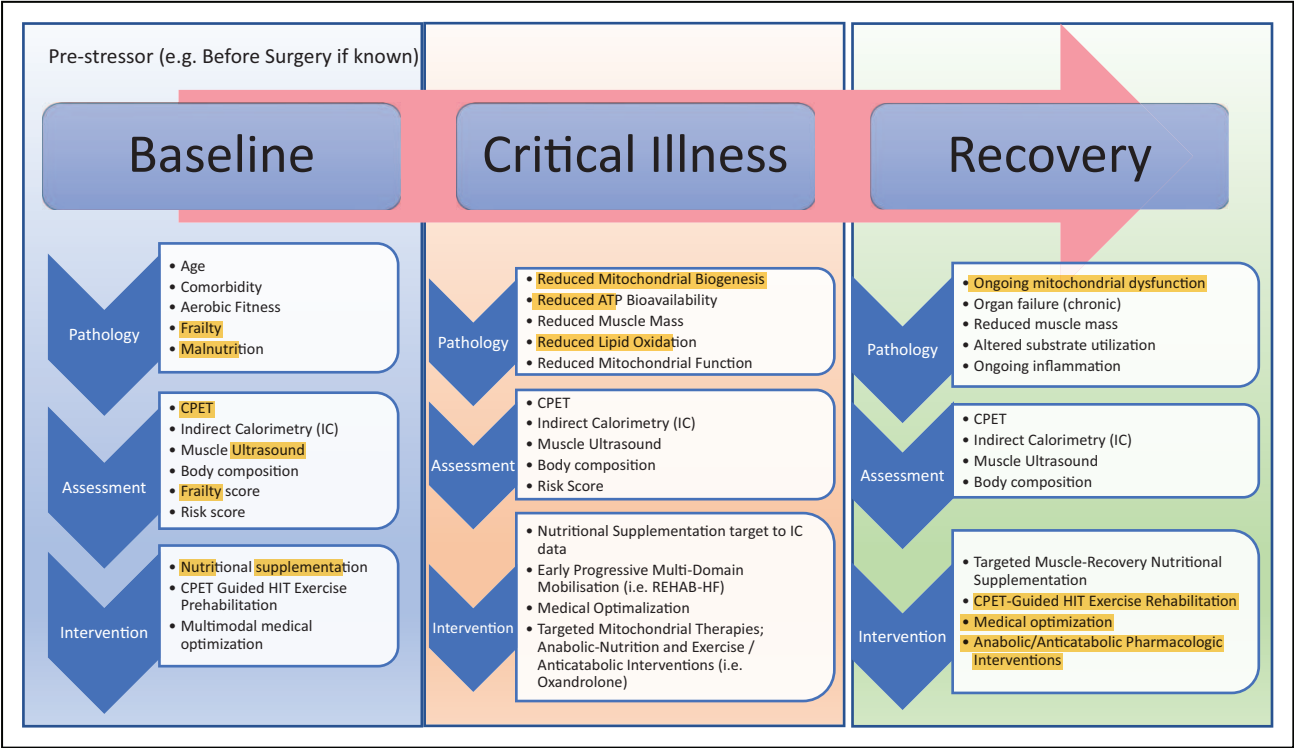 Pre-stressor (e.g. Before Surgery if known)
Baseline
Pathology
• Age
• Comorbidity
• Aerobic Fitness
• Frailty
• Malnutrition
Assessment
• CPET
• Indirect Calorimetry (IC)
• Muscle Ultrasound
• Body composition
• Frailty score
• Risk score
Intervention
• Nutritional supplementation
• CPET Guided HIT Exercise
Prehabilitation
• Multimodal medical
optimization
Critical Illness
Pathology
• Reduced Mitochondrial Biogenesis
• Reduced ATP Bioavailability
• Reduced Muscle Mass
• Reduced Lipid Oxidation
• Reduced Mitochondrial Function
Assessment
• CPET
• Indirect Calorimetry (IC)
• Muscle Ultrasound
• Body composition
• Risk Score
Intervention
• Nutritional Supplementation target to IC
data
• Early Progressive Multi-Domain
Mobilisation (i.e. REHAB-HF)
• Medical Optimalization
• Targeted Mitochondrial Therapies;
Anabolic-Nutrition and Exercise /
Anticatabolic Interventions (i.e.
Oxandrolone)
Recovery
Pathology
• Ongoing mitochondrial dysfunction
• Organ failure (chronic)
• Reduced muscle mass
• Altered substrate utilization
• Ongoing inflammation
Assessment
• CPET
• Indirect Calorimetry (IC)
• Muscle Ultrasound
• Body composition
Intervention
• Targeted Muscle-Recovery Nutritional
Supplementation
• CPET-Guided HIT Exercise Rehabilitation
• Medical optimization
• Anabolic/Anticatabolic Pharmacologic
Interventions